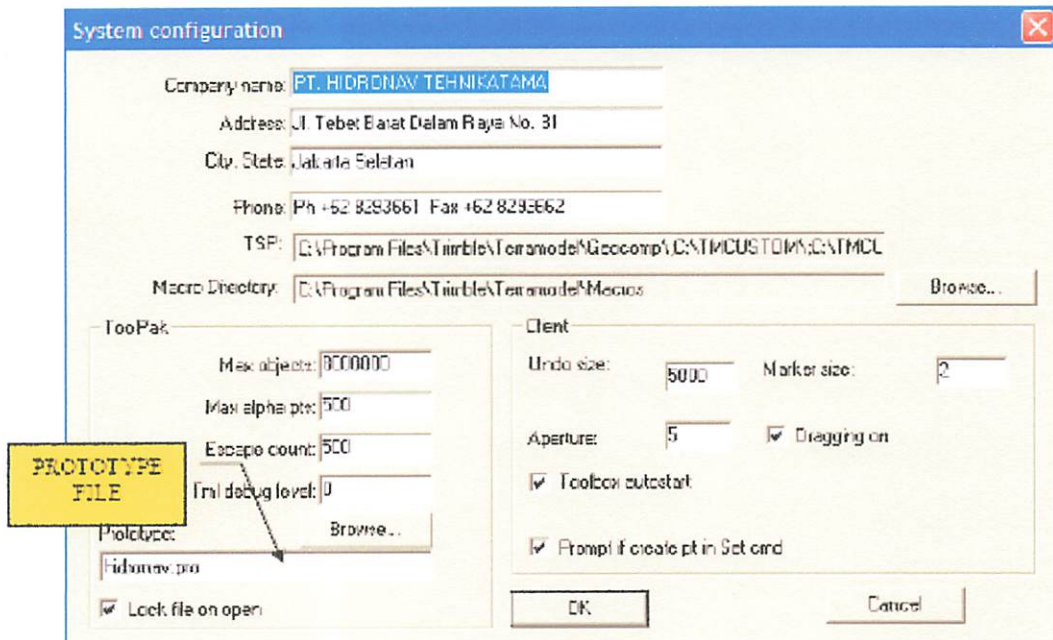 System configuration
Company name: PT. HIDRONAV TEHNIKATAMA
Address: Jl. Tebet Barat Dalam Raya No. 31
City, State: Jakarta Selatan
Phone: Ph +62 8293661 Fax +62 8293662
TSP: C:\Program Files\Trimble\Terramodel\Geocomp\;C:\TMCUSTOM\;C:\TMCU
Macro Directory: C:\Program Files\Trimble\Terramodel\Macros
Browse...
TooPak
Max objects: 8000000
Max alpha pts: 500
Escape count: 500
Tml debug level: 0
Prototype:
Browse...
Hidronav.pro
Lock file on open
PROTOTYPE
FILE
Client
Undo size: 5000
Marker size: 2
Aperture: 5
Dragging on
Toolbox autostart
Prompt if create pt in Set cmd
OK
Cancel